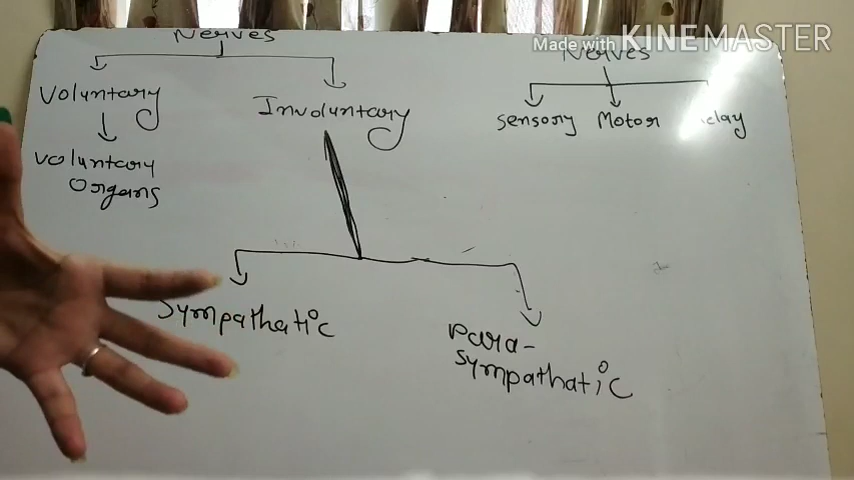 Made with KINEMASTER
Nerves
Nerves
Voluntary
Involuntary
Sensory Motor
Voluntary
Organs
Sympathatic
Para-
Sympathatic